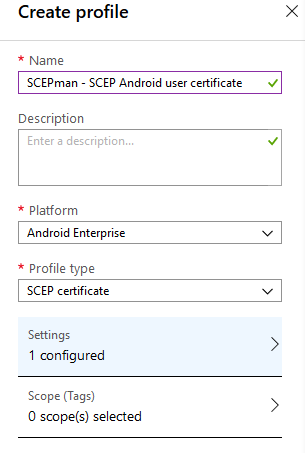 Create profile
* Name
SCEPman - SCEP Android user certificate
Description
Enter a description...
* Platform
Android Enterprise
* Profile type
SCEP certificate
Settings
1 configured
Scope (Tags)
0 scope(s) selected